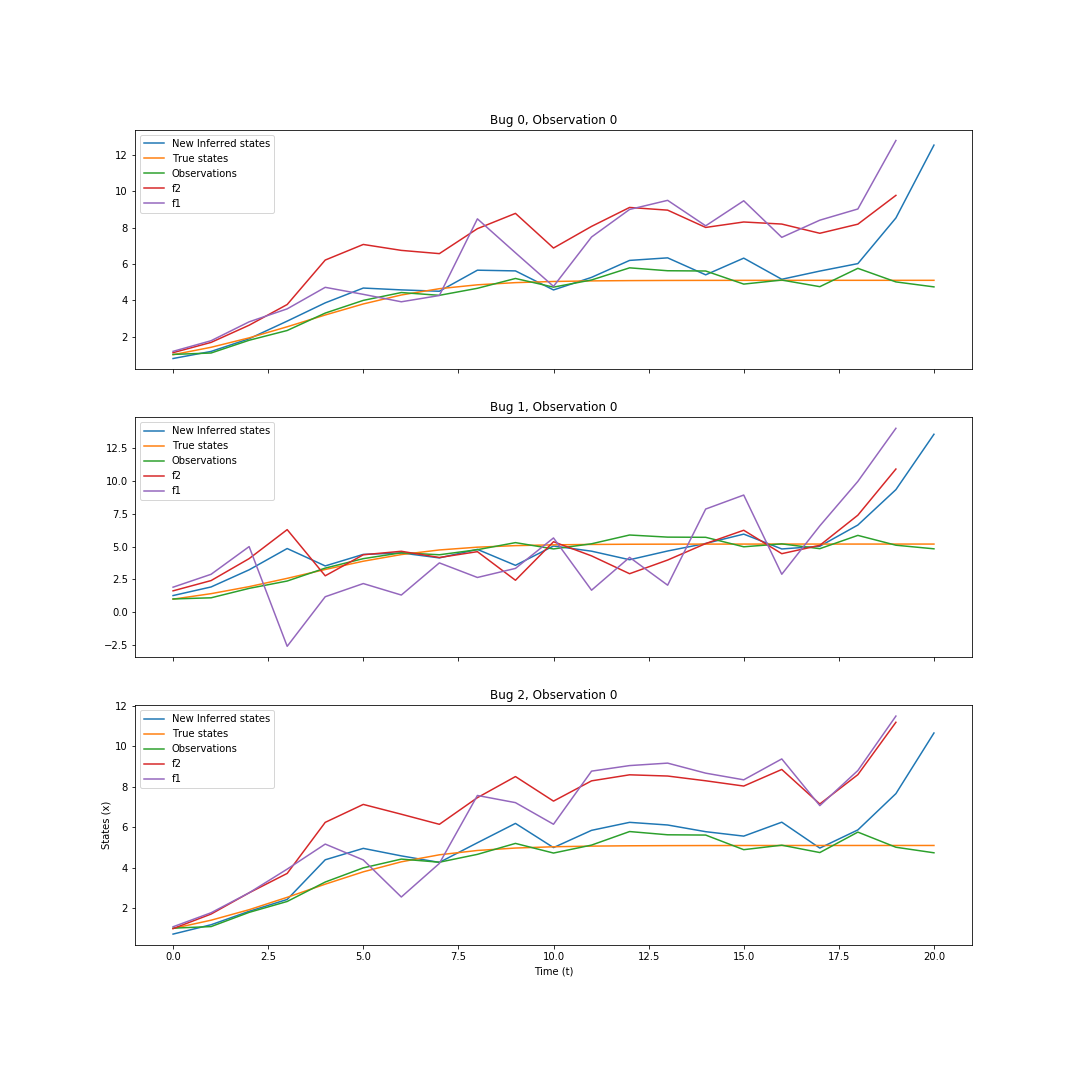 Bug 0, Observation 0
New Inferred states
True states
Observations
f2
f1
12
10
8
6
4
2
Bug 1, Observation 0
New Inferred states
True states
Observations
f2
f1
12.5
10.0
7.5
5.0
2.5
0.0
−2.5
Bug 2, Observation 0
New Inferred states
True states
Observations
f2
f1
12
10
8
6
4
2
States (x)
0.0 2.5 5.0 7.5 10.0 12.5 15.0 17.5 20.0
Time (t)